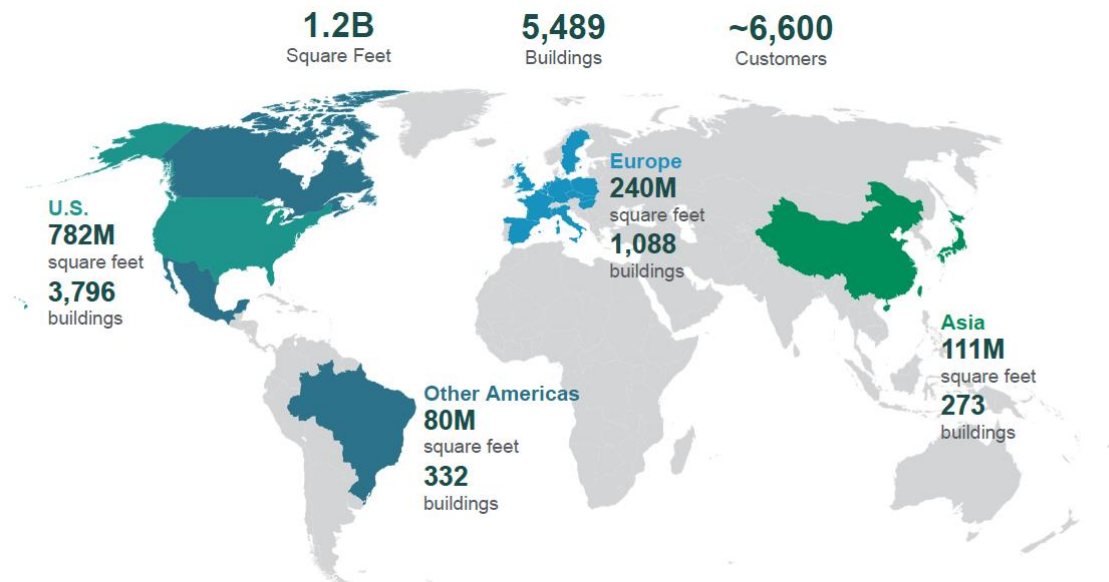 1.2B
Square Feet
5,489
Buildings
~6,600
Customers
U.S.
782M
square feet
3,796
buildings
Europe
240M
square feet
1,088
buildings
Other Americas
80M
square feet
332
buildings
Asia
111M
square feet
273
buildings